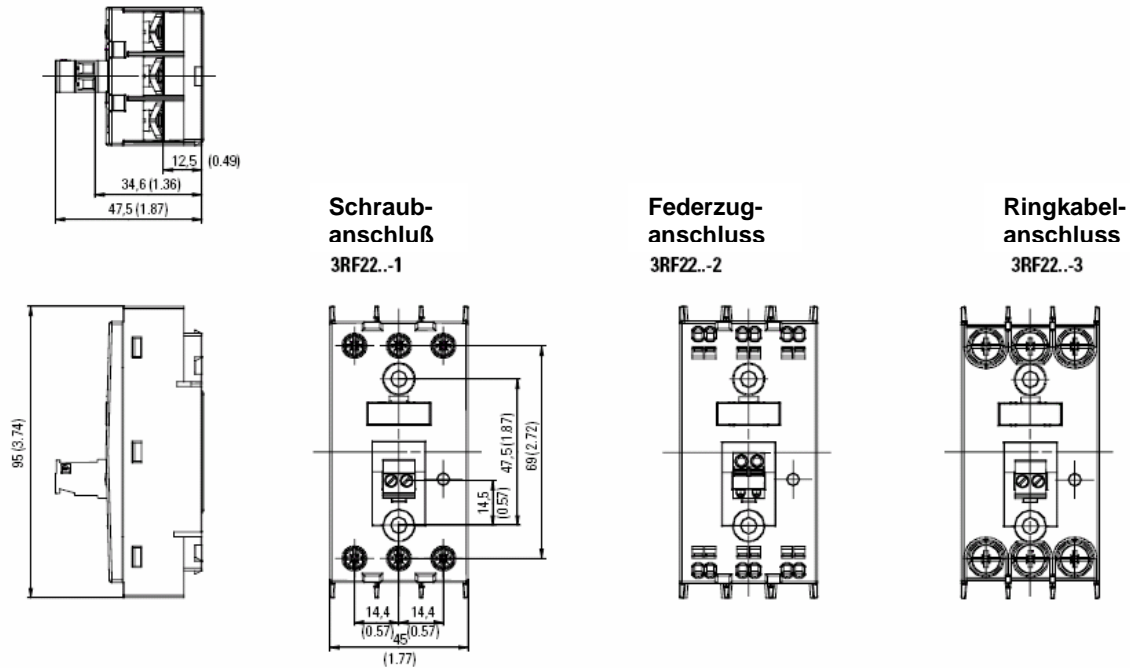 12,5 (0.49)
34,6 (1.36)
47,5 (1.87)
Schraub-
anschluß
3RF22..-1
Federzug-
anschluss
3RF22..-2
Ringkabel-
anschluss
3RF22..-3
95 (3.74)
14,5
(0.57)
47,5 (1.87)
69 (2.72)
14,4
(0.57)
14,4
(0.57)
45
(1.77)